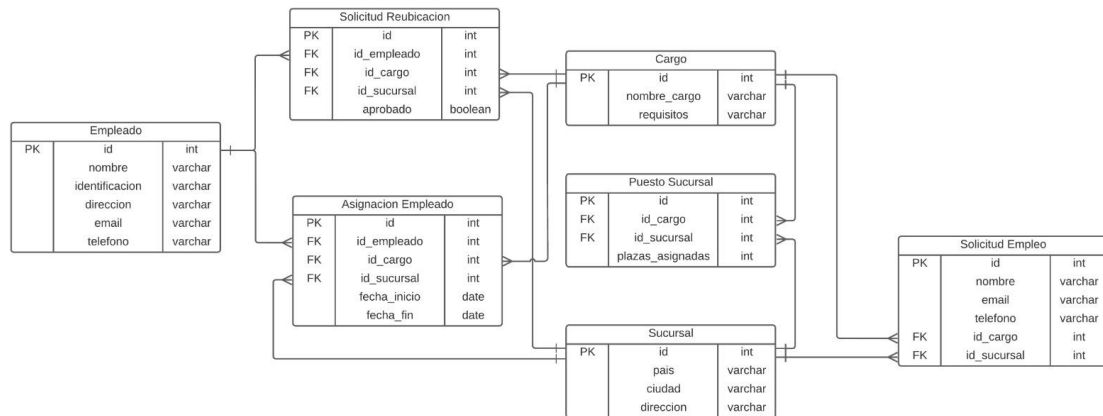 Solicitud Reubicacion
PK id int
FK id_empleado int
FK id_cargo int
FK id_sucursal int
aprobado boolean
Cargo
PK id int
nombre_cargo varchar
requisitos varchar
Empleado
PK id int
nombre varchar
identificacion varchar
direccion varchar
email varchar
telefono varchar
Asignacion Empleado
PK id int
FK id_empleado int
FK id_cargo int
FK id_sucursal int
fecha_inicio date
fecha_fin date
Puesto Sucursal
PK id int
FK id_cargo int
FK id_sucursal int
plazas_asignadas int
Solicitud Empleo
PK id int
nombre varchar
email varchar
telefono varchar
FK id_cargo int
FK id_sucursal int
Sucursal
PK id int
pais varchar
ciudad varchar
direccion varchar